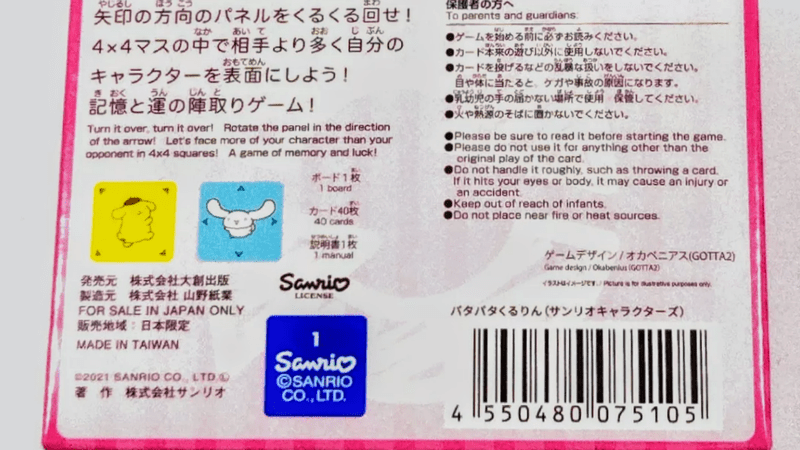 矢印の方向のパネルをくるくる回せ!
4×4マスの中で相手より多く自分の
キャラクターを表面にしよう!
記憶と運の陣取りゲーム!
Turn it over, turn it over! Rotate the panel in the direction
of the arrow! Let's face more of your character than your
opponent in 4x4 squares! A game of memory and luck!
ボード1枚
1 board
カード40枚
40 cards
説明書1枚
1 manual
発売元 株式会社大創出版
製造元 株式会社 山野紙業
FOR SALE IN JAPAN ONLY
販売地域:日本限定
MADE IN TAIWAN
©2021 SANRIO CO., LTD.Ⓛ
著 作 株式会社サンリオ
Sanrio
LICENSE
1
Sanrio
©SANRIO
CO.,LTD.
保護者の方へ
To parents and guardians
●ゲームを始める前に必ずお読みください。
●カード本来の遊び以外に使用しないでください。
●カードを投げるなどの乱暴な扱いをしないでください。
目や体に当たると、ケガや事故の原因になります。
●乳幼児の手の届かない場所で使用 保管してください。
●火や熱源のそばに置かないでください。
●Please be sure to read it before starting the game.
●Please do not use it for anything other than the
original play of the card.
●Do not handle it roughly, such as throwing a card.
If it hits your eyes or body, it may cause an injury or
an accident.
●Keep out of reach of infants.
●Do not place near fire or heat sources.
ゲームデザイン/オカベニアス(GOTTA2)
Game design / Okabenius (GOTTA2)
イラストはイメージです。/ Picture is for illustrative purposes only.
パタパタくるりん(サンリオキャラクターズ)
4 550480 075105